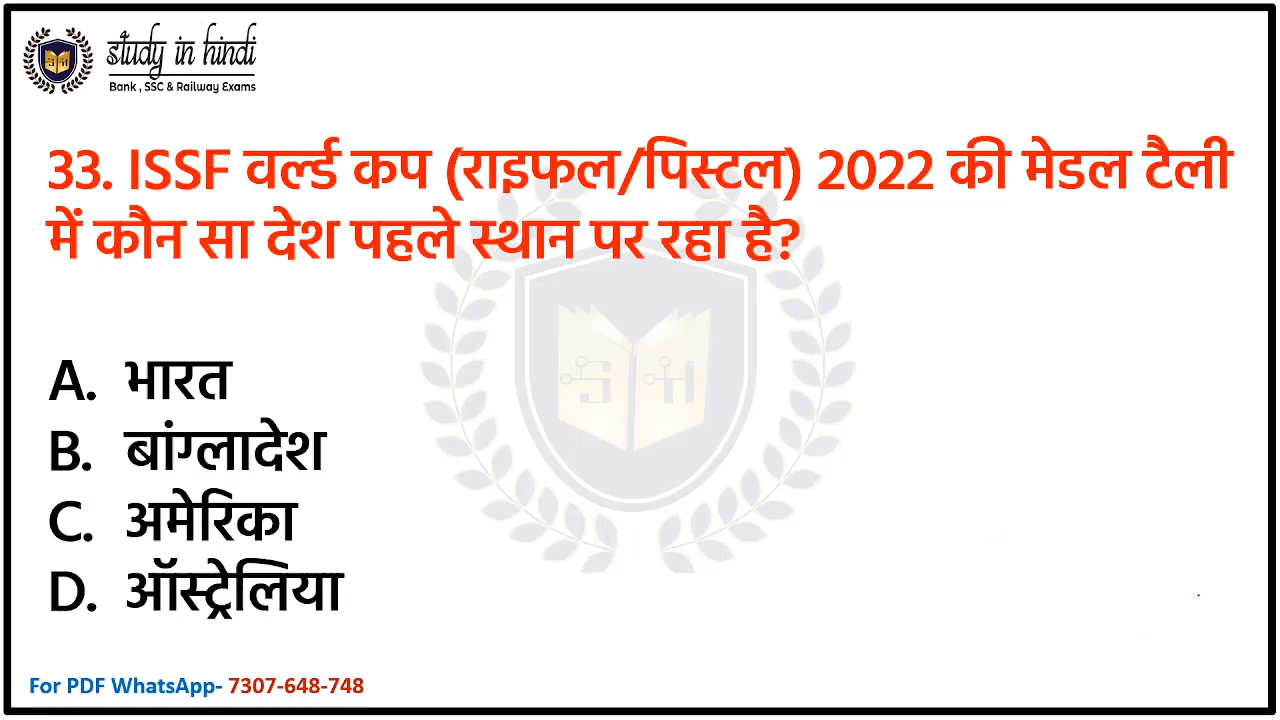 study in hindi
Bank , SSC & Railway Exams
33. ISSF वर्ल्ड कप (राइफल/पिस्टल) 2022 की मेडल टैली
में कौन सा देश पहले स्थान पर रहा है?
A. भारत
B. बांग्लादेश
C. अमेरिका
D. ऑस्ट्रेलिया
For PDF WhatsApp- 7307-648-748